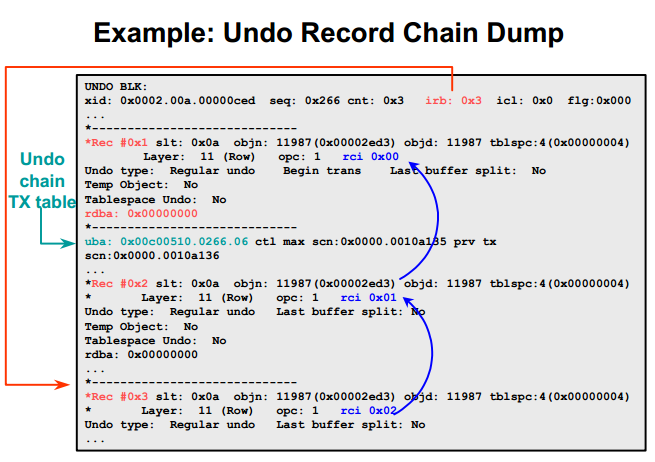 Example: Undo Record Chain Dump
UNDO BLK:
xid: 0x0002.00a.00000ced seq: 0x266 cnt: 0x3 irb: 0x3 icl: 0x0 flg:0x000
...
*-----------------------------
*Rec #0x1 slt: 0x0a objn: 11987(0x00002ed3) objd: 11987 tblspc:4(0x00000004)
Layer: 11 (Row) opc: 1 rci 0x00
Undo type: Regular undo Begin trans Last buffer split: No
Temp Object: No
Tablespace Undo: No
rdba: 0x00000000
*-----------------------------
Undo
chain
TX table
uba: 0x00c00510.0266.06 ctl max scn:0x0000.0010a135 prv tx
scn:0x0000.0010a136
...
*Rec #0x2 slt: 0x0a objn: 11987(0x00002ed3) objd: 11987 tblspc:4(0x00000004)
* Layer: 11 (Row) opc: 1 rci 0x01
Undo type: Regular undo Last buffer split: No
Temp Object: No
Tablespace Undo: No
rdba: 0x00000000
...
*-----------------------------
*Rec #0x3 slt: 0x0a objn: 11987(0x00002ed3) objd: 11987 tblspc:4(0x00000004)
* Layer: 11 (Row) opc: 1 rci 0x02
Undo type: Regular undo Last buffer split: No
...